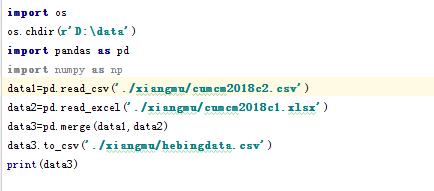 import os
os.chdir(r'D:\data')
import pandas as pd
import numpy as np
data1=pd.read_csv('./xiangmu/cumcm2018c2.csv')
data2=pd.read_excel('./xiangmu/cumcm2018c1.xlsx')
data3=pd.merge(data1,data2)
data3.to_csv('./xiangmu/hebingdata.csv')
print(data3)